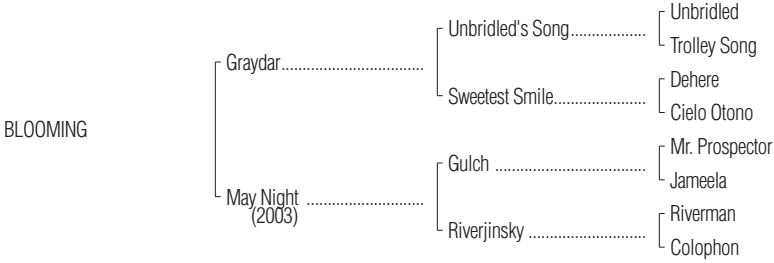 Unbridled
Unbridled's Song..................
Trolley Song
Graydar.................................
Dehere
Sweetest Smile.......................
Cielo Otono
BLOOMING
Mr. Prospector
Gulch .....................................
Jameela
May Night ...........................
(2003)
Riverman
Riverjinsky .............................
Colophon